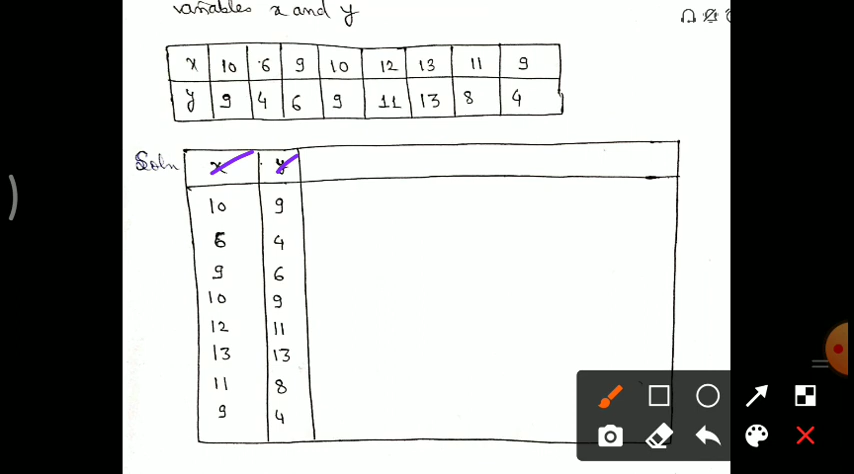 variables x and y
x 10 6 9 10 12 13 11 9
y 9 4 6 9 11 13 8 4
Soln x y
10 9
6 4
9 6
10 9
12 11
13 13
11 8
9 4